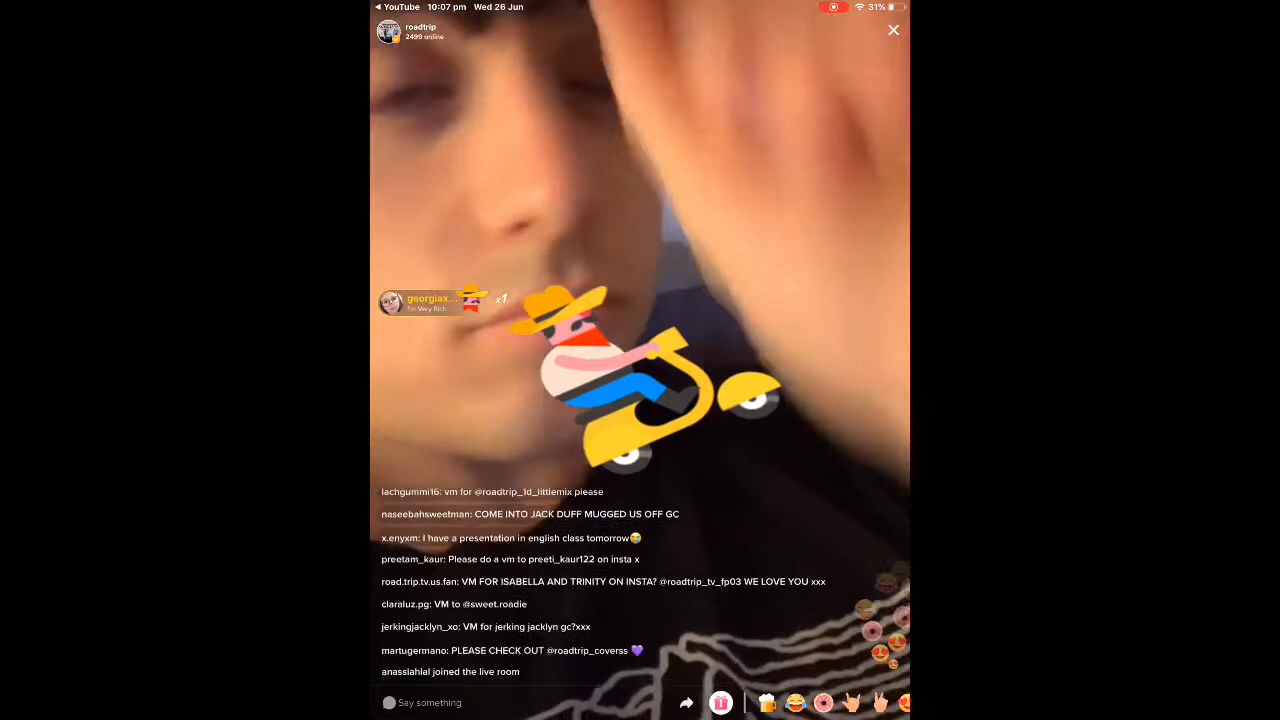 YouTube 10:07 pm Wed 26 Jun 31%
roadtrip
2499 online
georgiax... x1
I'm Very Rich
lachgummi16: vm for @roadtrip_1d_littlemix please
naseebahsweetman: COME INTO JACK DUFF MUGGED US OFF GC
x.enyxm: I have a presentation in english class tomorrow😭
preetam_kaur: Please do a vm to preeti_kaur122 on insta x
road.trip.tv.us.fan: VM FOR ISABELLA AND TRINITY ON INSTA? @roadtrip_tv_fp03 WE LOVE YOU xxx
claraluz.pg: VM to @sweet.roadie
jerkingjacklyn_xo: VM for jerking jacklyn gc?xxx
martugermano: PLEASE CHECK OUT @roadtrip_coverss 💜
anassiahlal joined the live room
Say something